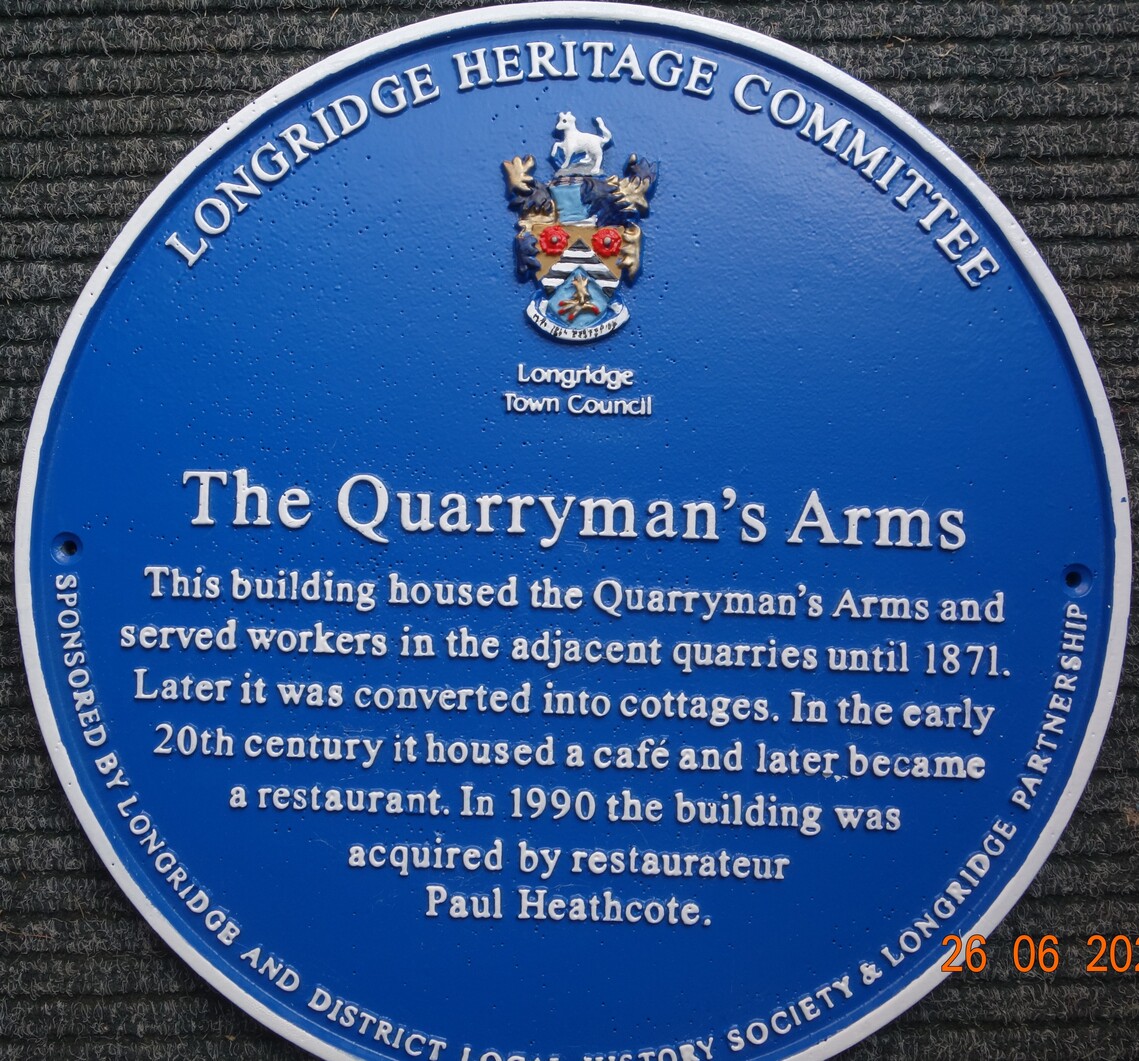 LONGRIDGE HERITAGE COMMITTEE
Longridge
Town Council
The Quarryman's Arms
This building housed the Quarryman's Arms and
served workers in the adjacent quarries until 1871.
Later it was converted into cottages. In the early
20th century it housed a café and later became
a restaurant. In 1990 the building was
acquired by restaurateur
Paul Heathcote.
SPONSORED BY LONGRIDGE AND DISTRICT LOCAL HISTORY SOCIETY & LONGRIDGE PARTNERSHIP
26 06 202